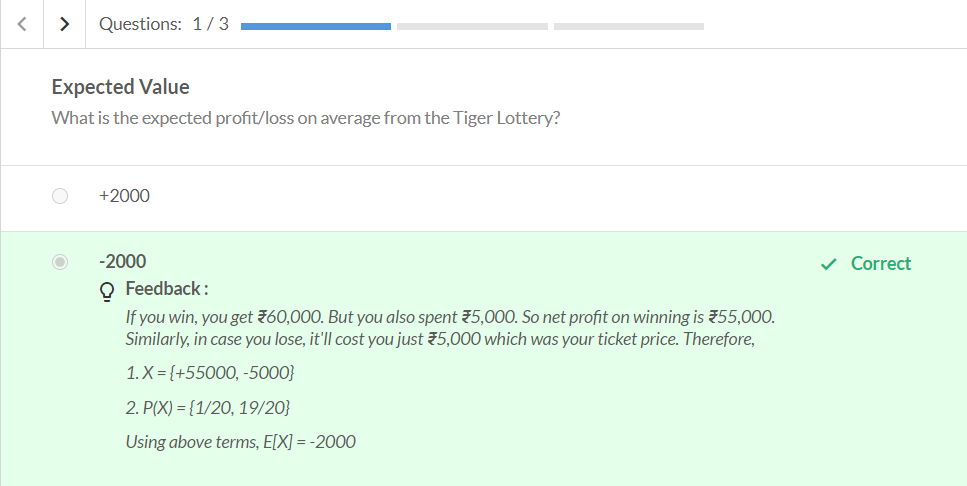 Questions: 1 / 3
Expected Value
What is the expected profit/loss on average from the Tiger Lottery?
+2000
-2000
Correct
Feedback :
If you win, you get ₹60,000. But you also spent ₹5,000. So net profit on winning is ₹55,000.
Similarly, in case you lose, it'll cost you just ₹5,000 which was your ticket price. Therefore,
1. X = {+55000, -5000}
2. P(X) = {1/20, 19/20}
Using above terms, E[X] = -2000